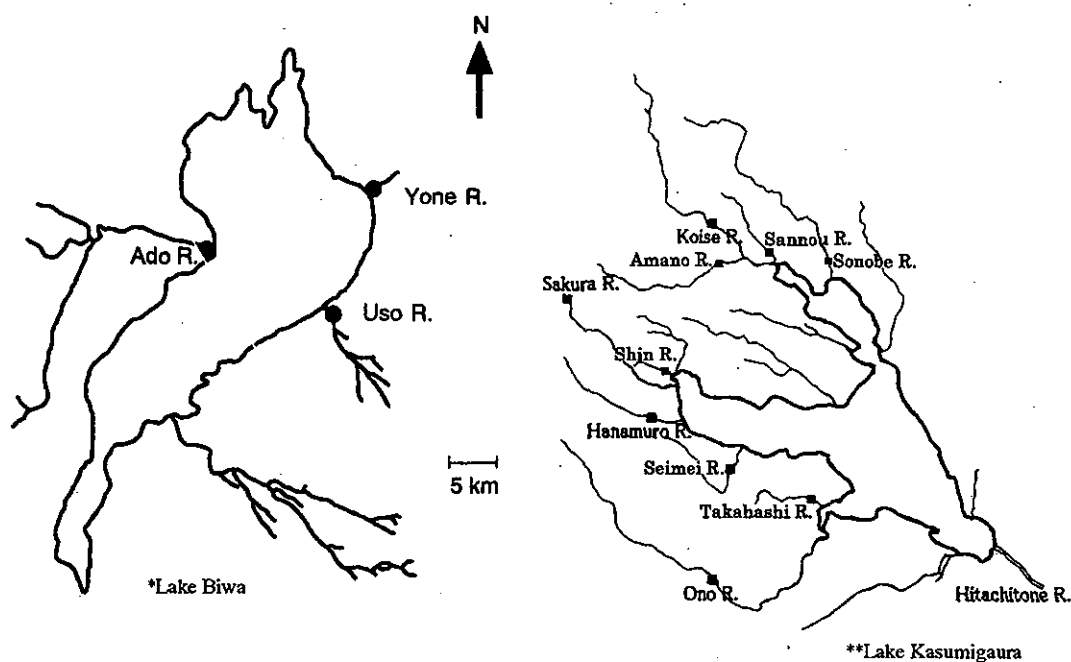 N
Yone R.
Ado R.
Uso R.
5 km
*Lake Biwa
Koise R.
Sannou R.
Amano R.
Sonobe R.
Sakura R.
Shin R.
Hanamuro R.
Seimei R.
Takahashi R.
Ono R.
Hitachitone R.
**Lake Kasumigaura